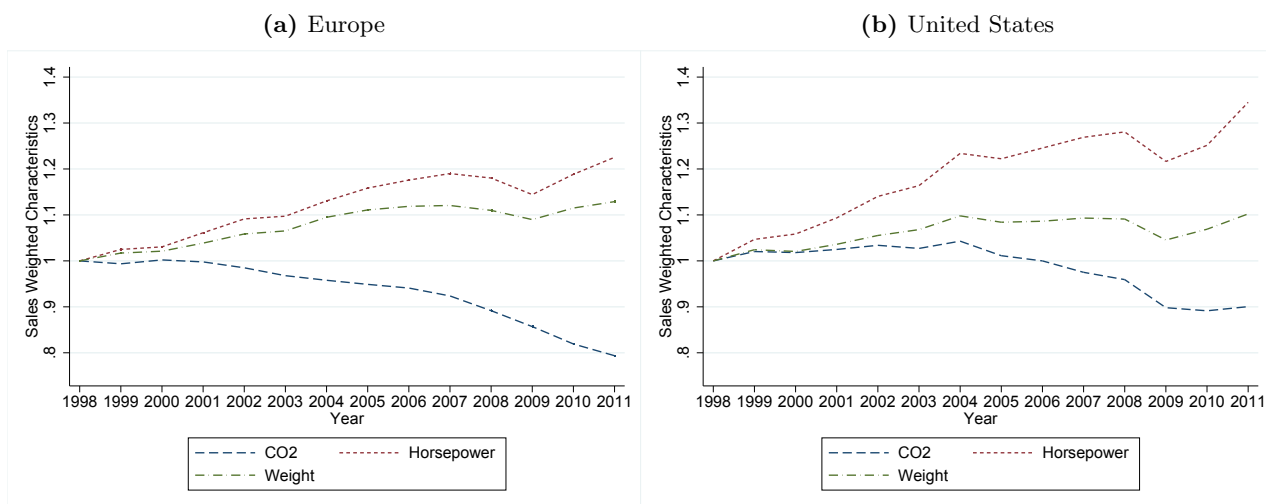 (a) Europe
Sales Weighted Characteristics
1.4
1.3
1.2
1.1
1
.9
.8
1998 1999 2000 2001 2002 2003 2004 2005 2006 2007 2008 2009 2010 2011
Year
CO2 Horsepower
Weight
(b) United States
Sales Weighted Characteristics
1.4
1.3
1.2
1.1
1
.9
.8
1998 1999 2000 2001 2002 2003 2004 2005 2006 2007 2008 2009 2010 2011
Year
CO2 Horsepower
Weight